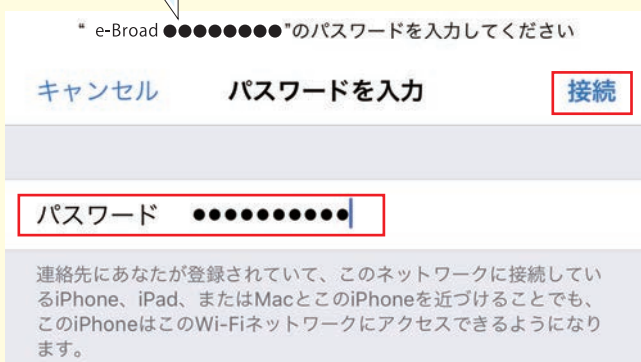 “ e-Broad ●●●●●●●●”のパスワードを入力してください
キャンセル パスワードを入力 接続
パスワード ●●●●●●●●●●
連絡先にあなたが登録されていて、このネットワークに接続してい
るiPhone、iPad、またはMacとこのiPhoneを近づけることでも、
このiPhoneはこのWi-Fiネットワークにアクセスできるようになり
ます。